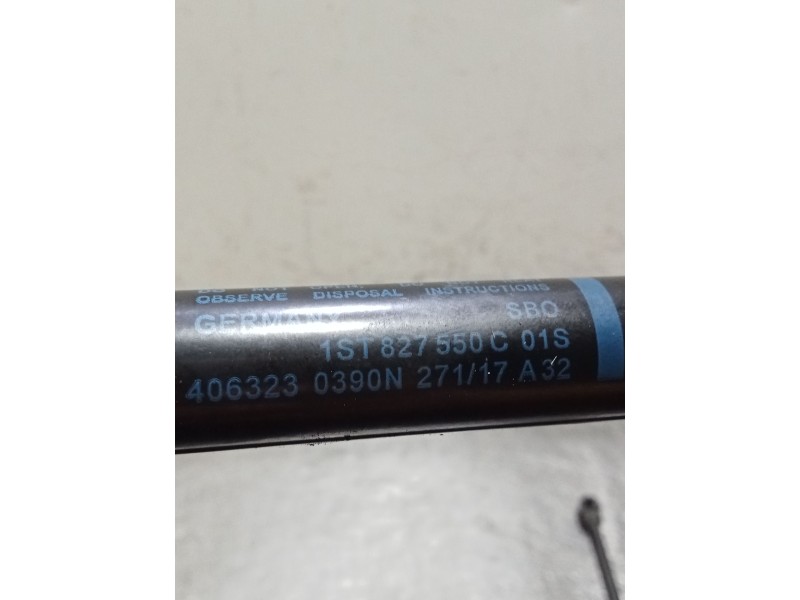 OBSERVE DISPOSAL INSTRUCTIONS
GERMANY SBO
1ST 827 550 C 01S
406323 0390N 271/17 A32